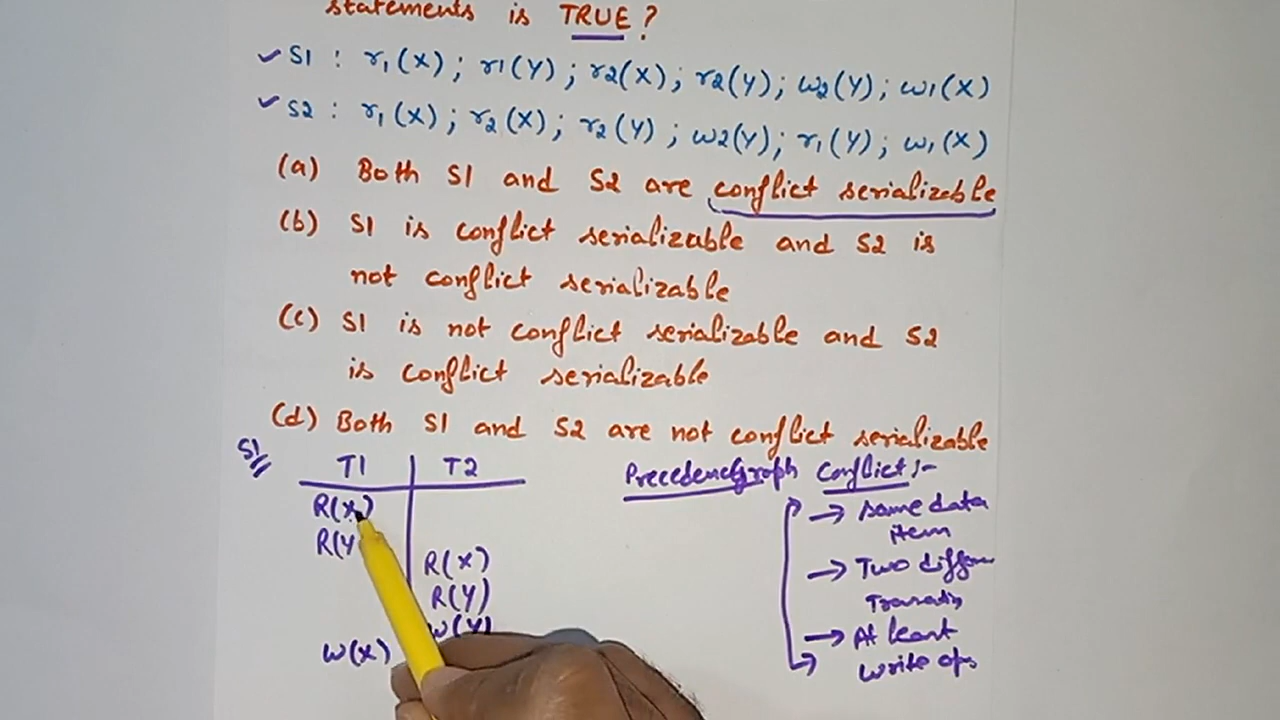 statements is TRUE?
S1 : r1(X); r1(Y); r2(X); r2(Y); w2(Y); w1(X)
S2 : r1(X); r2(X); r2(Y); w2(Y); r1(Y); w1(X)
(a) Both S1 and S2 are conflict serializable
(b) S1 is conflict serializable and S2 is
not conflict serializable
(c) S1 is not conflict serializable and S2
is conflict serializable
(d) Both S1 and S2 are not conflict serializable
S1
T1 T2
R(X)
R(Y
R(X)
R(Y)
W(Y)
W(X)
Precedence Graph
Conflict :-
→ same data
item
→ Two
→ At least
write ops